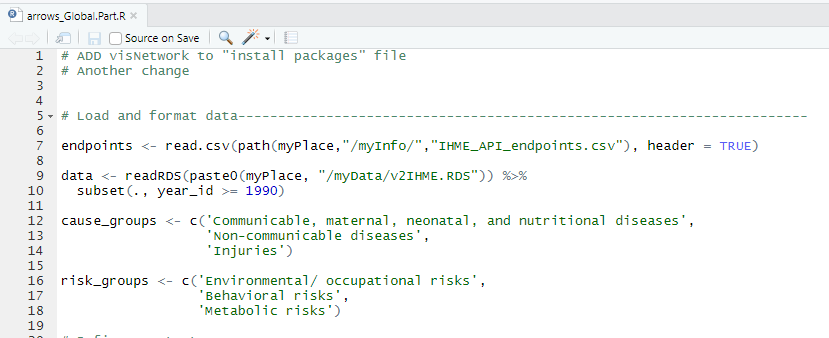 arrows_Global.Part.R
Source on Save
1 # ADD visNetwork to "install packages" file
2 # Another change
3
4
5 # Load and format data-----------------------------------------------------------------------
6
7 endpoints <- read.csv(path(myPlace,"/myInfo/","IHME_API_endpoints.csv"), header = TRUE)
8
9 data <- readRDS(paste0(myPlace, "/myData/v2IHME.RDS")) %>%
10   subset(., year_id >= 1990)
11
12 cause_groups <- c('Communicable, maternal, neonatal, and nutritional diseases',
13                   'Non-communicable diseases',
14                   'Injuries')
15
16 risk_groups <- c('Environmental/ occupational risks',
17                  'Behavioral risks',
18                  'Metabolic risks')
19